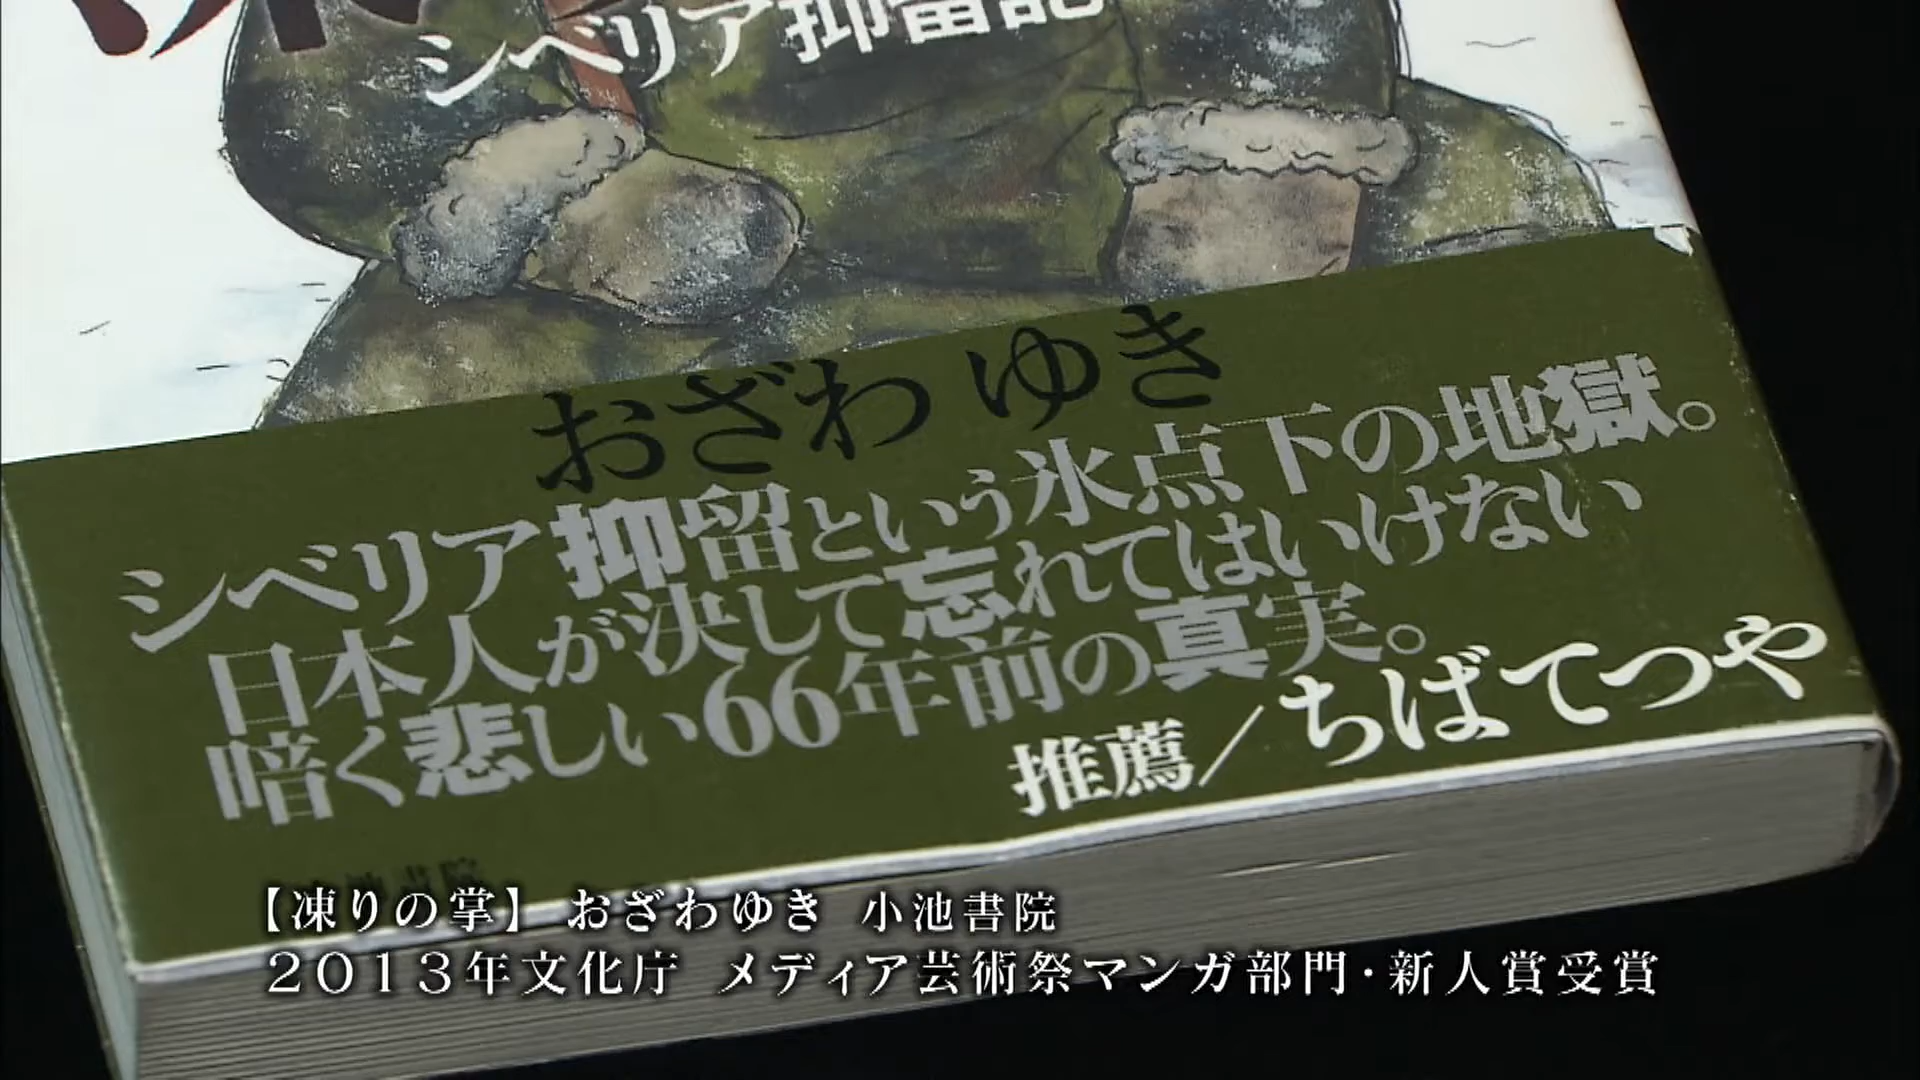 シベリア抑留記
おざわ ゆき
シベリア抑留という氷点下の地獄。
日本人が決して忘れてはいけない
暗く悲しい66年前の真実。
推薦/ちばてつや
【凍りの掌】 おざわゆき 小池書院
2013年文化庁 メディア芸術祭マンガ部門・新人賞受賞